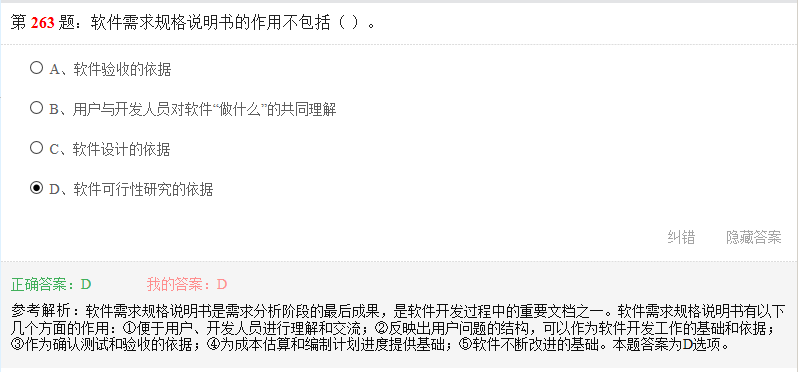 第 263 题：软件需求规格说明书的作用不包括（ ）。
A、软件验收的依据
B、用户与开发人员对软件“做什么”的共同理解
C、软件设计的依据
D、软件可行性研究的依据
纠错 隐藏答案
正确答案：D 我的答案：D
参考解析：软件需求规格说明书是需求分析阶段的最后成果，是软件开发过程中的重要文档之一。软件需求规格说明书有以下
几个方面的作用：①便于用户、开发人员进行理解和交流；②反映出用户问题的结构，可以作为软件开发工作的基础和依据；
③作为确认测试和验收的依据；④为成本估算和编制计划进度提供基础；⑤软件不断改进的基础。本题答案为D选项。